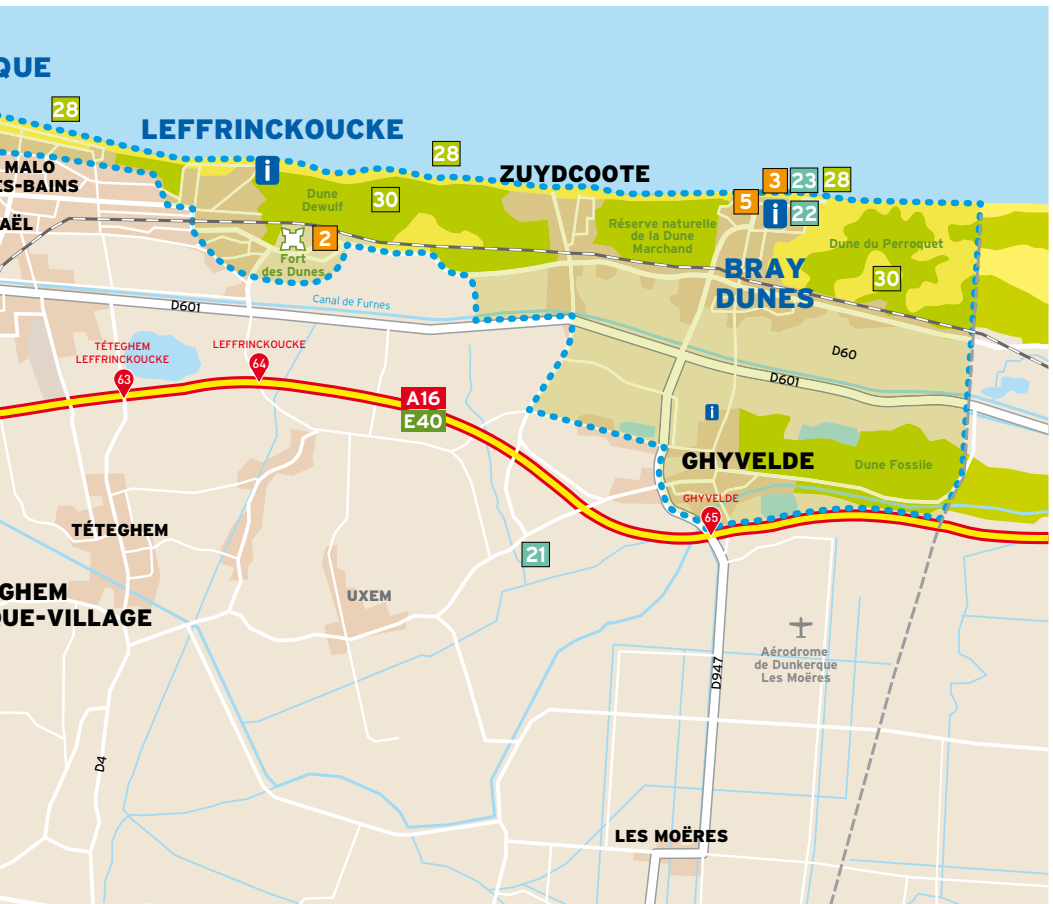 QUE
28
LEFFRINCKOUCKE
28
MALO
ES-BAINS
i
ZUYDCOOTE
3
23
28
5
i
22
Dune
Dewulf
30
AËL
2
Fort
des Dunes
Réserve naturelle
de la Dune
Marchand
Dune du Perroquet
30
BRAY
DUNES
D601
Canal de Furnes
TÉTEGHEM
LEFFRINCKOUCKE
63
LEFFRINCKOUCKE
64
A16
E40
D60
D601
i
GHYVELDE
Dune Fossile
GHYVELDE
65
TÉTEGHEM
21
GHEM
QUE-VILLAGE
UXEM
Aérodrome
de Dunkerque
Les Moëres
D947
D4
LES MOËRES